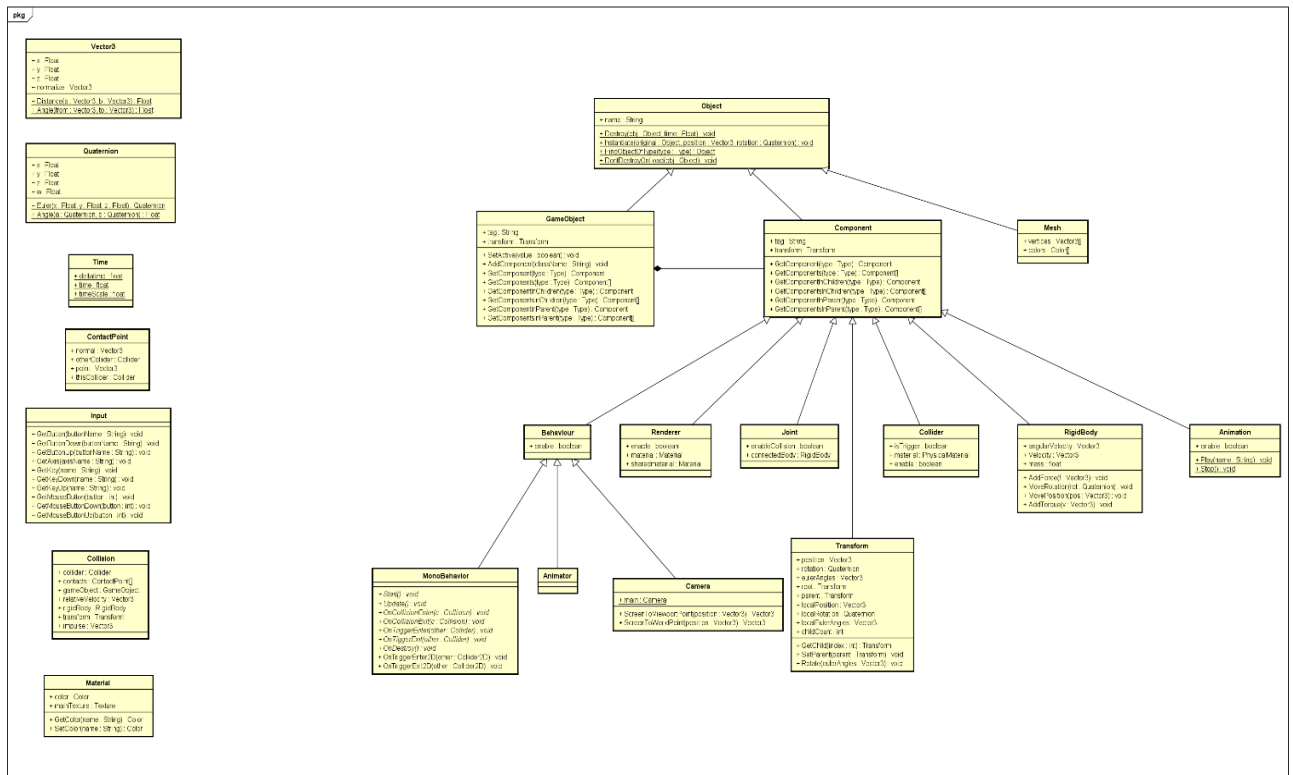 pkg
Vector3
+ x : Float
+ y : Float
+ z : Float
+ normalize : Vector3
+ Distance(a : Vector3, b : Vector3) : Float
+ Angle(from : Vector3, to : Vector3) : Float
Quaternion
+ x : Float
+ y : Float
+ z : Float
+ w : Float
+ Euler(x : Float, y : Float, z : Float) : Quaternion
+ Angle(a : Quaternion, b : Quaternion) : Float
Time
+ deltatime : float
+ time : float
+ timeScale : float
ContactPoint
+ normal : Vector3
+ otherCollider : Collider
+ point : Vector3
+ thisCollider : Collider
Input
+ GetButton(buttonName : String) : void
+ GetButtonDown(buttonName : String) : void
+ GetButtonUp(buttonName : String) : void
+ GetAxis(axisName : String) : void
+ GetKey(name : String) : void
+ GetKeyDown(name : String) : void
+ GetKeyUp(name : String) : void
+ GetMouseButton(button : int) : void
+ GetMouseButtonDown(button : int) : void
+ GetMouseButtonUp(button : int) : void
Collision
+ collider : Collider
+ contacts : ContactPoint[]
+ gameObject : GameObject
+ relativeVelocity : Vector3
+ rigidBody : RigidBody
+ transform : Transform
+ impulse : Vector3
Material
+ color : Color
+ mainTexture : Texture
+ GetColor(name : String) : Color
+ SetColor(name : String) : Color
Object
+ name : String
+ Destroy(obj : Object, time : Float) : void
+ Instantiate(original : Object, position : Vector3, rotation : Quaternion) : void
+ FindObjectOfType(type : Type) : Object
+ DontDestroyOnLoad(obj : Object) : void
GameObject
+ tag : String
+ transform : Transform
+ SetActive(value : boolean) : void
+ AddComponent(className : String) : void
+ GetComponent(type : Type) : Component
+ GetComponents(type : Type) : Component[]
+ GetComponentInChildren(type : Type) : Component
+ GetComponentsInChildren(type : Type) : Component[]
+ GetComponentInParent(type : Type) : Component
+ GetComponentsInParent(type : Type) : Component[]
Component
+ tag : String
+ transform : Transform
+ GetComponent(type : Type) : Component
+ GetComponents(type : Type) : Component[]
+ GetComponentInChildren(type : Type) : Component
+ GetComponentsInChildren(type : Type) : Component[]
+ GetComponentInParent(type : Type) : Component
+ GetComponentsInParent(type : Type) : Component[]
Mesh
+ vertices : Vector3[]
+ colors : Color[]
Behaviour
+ enable : boolean
Renderer
+ enable : boolean
+ material : Material
+ sharedmaterial : Material
Joint
+ enableCollision : boolean
+ connectedBody : RigidBody
Collider
+ isTrigger : boolean
+ material : PhysicalMaterial
+ enable : boolean
RigidBody
+ angularVelocity : Vector3
+ Velocity : Vector3
+ mass : float
+ AddForce(f : Vector3) : void
+ MoveRotation(rot : Quaternion) : void
+ MovePosition(pos : Vector3) : void
+ AddTorque(v : Vector3) : void
Animation
+ enable : boolean
+ Play(name : String) : void
+ Stop() : void
MonoBehavior
+ Start() : void
+ Update() : void
+ OnCollisionEnter(c : Collision) : void
+ OnCollisionExit(c : Collision) : void
+ OnTriggerEnter(other : Collider) : void
+ OnTiggerExit(other : Collider) : void
+ OnDestroy() : void
+ OnTriggerEnter2D(other : Collider2D) : void
+ OnTriggerExit2D(other : Collider2D) : void
Animator
Camera
+ main : Camera
+ ScreenToViewportPoint(position : Vector3) : Vector3
+ ScreenToWorldPoint(position : Vector3) : Vector3
Transform
+ position : Vector3
+ rotation : Quaternion
+ eulerAngles : Vector3
+ root : Transform
+ parent : Transform
+ localPosition : Vector3
+ localRotation : Quaternion
+ localEulerAngles : Vector3
+ childCount : int
+ GetChild(index : int) : Transform
+ SetParent(parent : Transform) : void
+ Rotate(eulerAngles : Vector3) : void